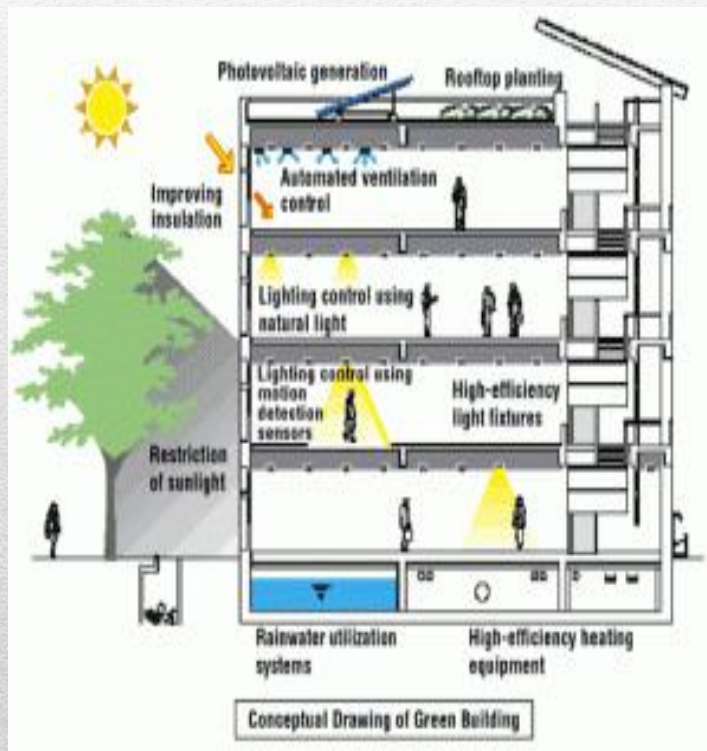 Photovoltaic generation
Rooftop planting
Improving
insulation
Automated ventilation
control
Lighting control using
natural light
Lighting control using
motion
detection
sensors
High-efficiency
light fixtures
Restriction
of sunlight
Rainwater utilization
systems
High-efficiency heating
equipment
Conceptual Drawing of Green Building